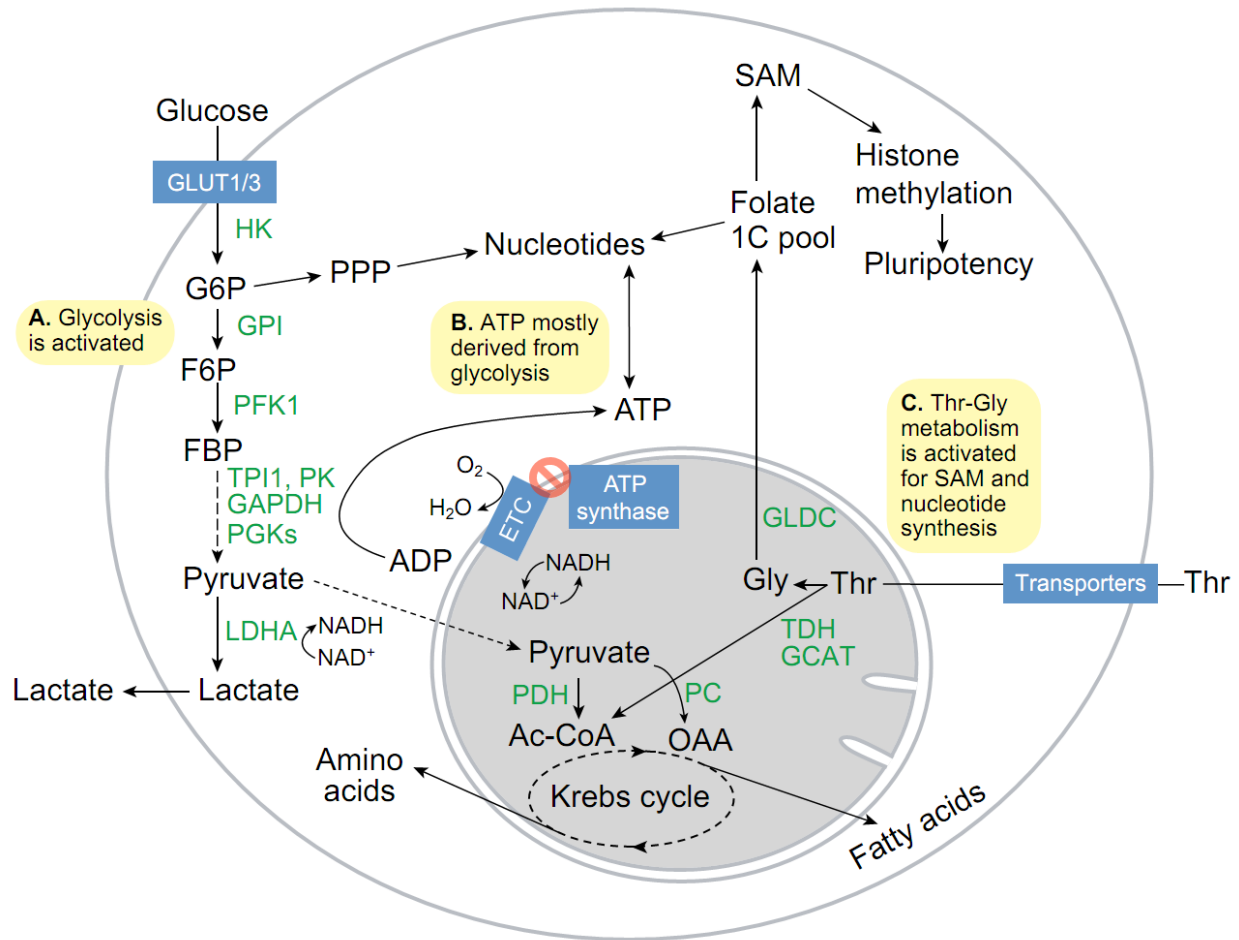 SAM
Glucose
Histone
methylation
GLUT1/3
Folate
1C pool
HK
Nucleotides
Pluripotency
PPP
G6P
A. Glycolysis
is activated
GPI
B. ATP mostly
derived from
glycolysis
F6P
PFK1
ATP
C. Thr-Gly
metabolism
is activated
for SAM and
nucleotide
synthesis
FBP
TPI1, PK
GAPDH
PGKs
O₂
H₂O
ETC
ATP
synthase
GLDC
ADP
Pyruvate
NADH
NAD⁺
Gly
Thr
Transporters
Thr
LDHA
NADH
NAD⁺
TDH
GCAT
Pyruvate
Lactate
Lactate
PDH
PC
Ac-CoA
OAA
Amino
acids
Krebs cycle
Fatty acids